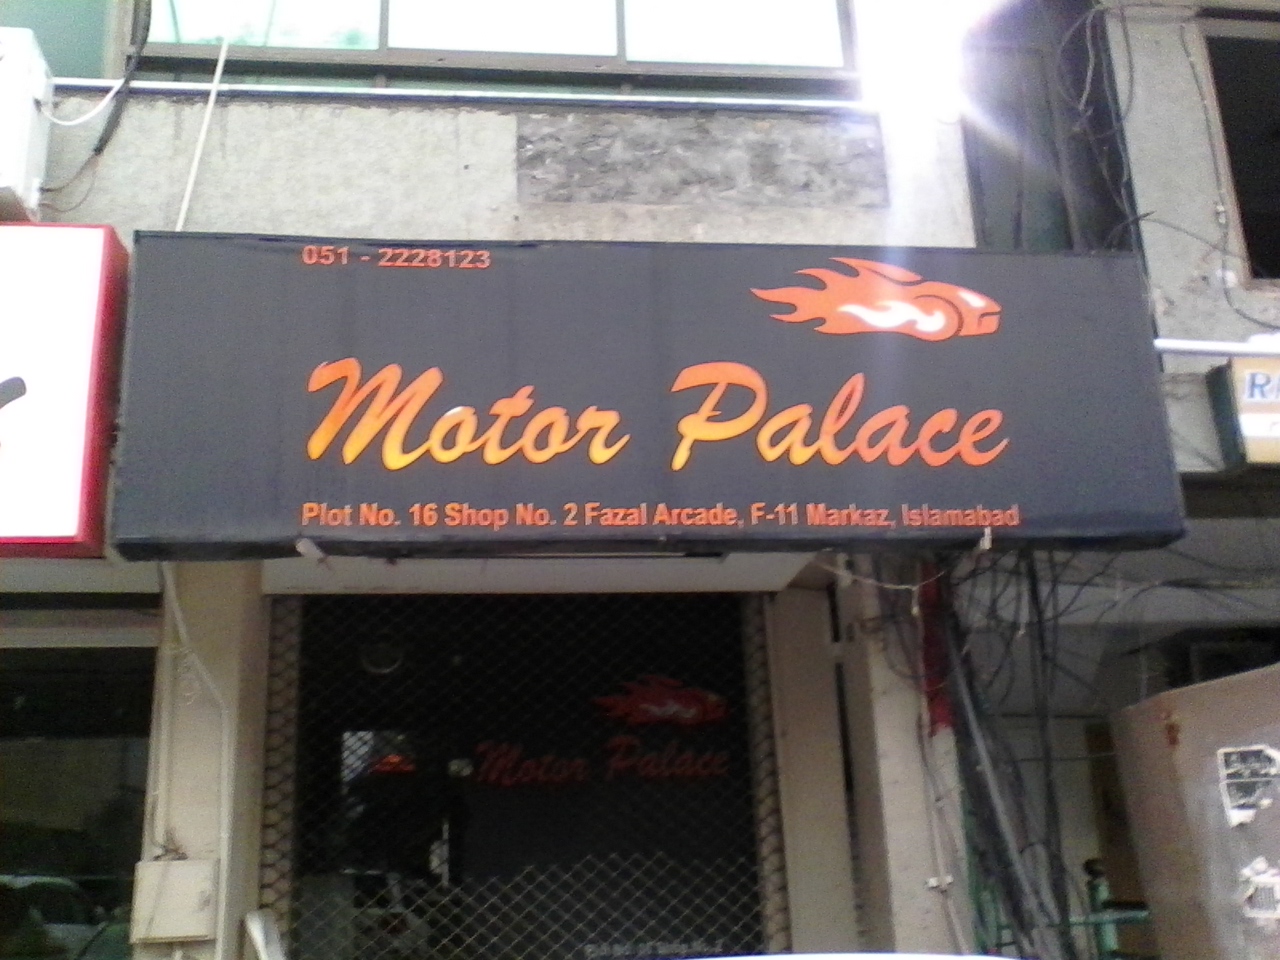 051 - 2228123
Motor Palace
Plot No. 16 Shop No. 2 Fazal Arcade, F-11 Markaz, Islamabad
Motor Palace